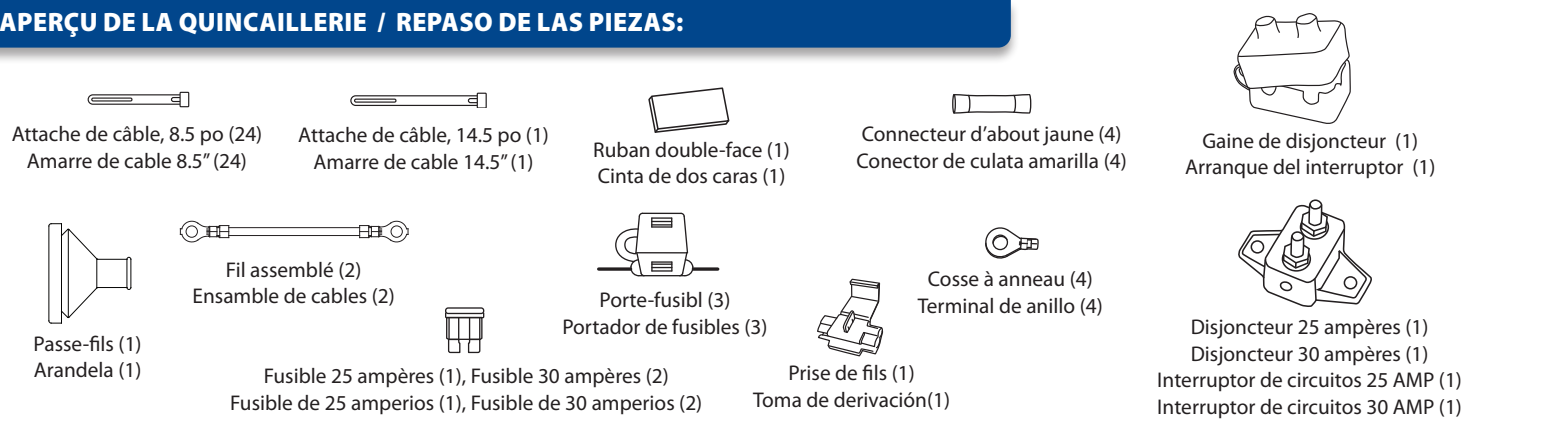 APERÇU DE LA QUINCAILLERIE / REPASO DE LAS PIEZAS:
Attache de câble, 8.5 po (24)
Amarre de cable 8.5” (24)
Attache de câble, 14.5 po (1)
Amarre de cable 14.5” (1)
Ruban double-face (1)
Cinta de dos caras (1)
Connecteur d’about jaune (4)
Conector de culata amarilla (4)
Gaine de disjoncteur (1)
Arranque del interruptor (1)
Passe-fils (1)
Arandela (1)
Fil assemblé (2)
Ensamble de cables (2)
Fusible 25 ampères (1), Fusible 30 ampères (2)
Fusible de 25 amperios (1), Fusible de 30 amperios (2)
Porte-fusibl (3)
Portador de fusibles (3)
Prise de fils (1)
Toma de derivación(1)
Cosse à anneau (4)
Terminal de anillo (4)
Disjoncteur 25 ampères (1)
Disjoncteur 30 ampères (1)
Interruptor de circuitos 25 AMP (1)
Interruptor de circuitos 30 AMP (1)